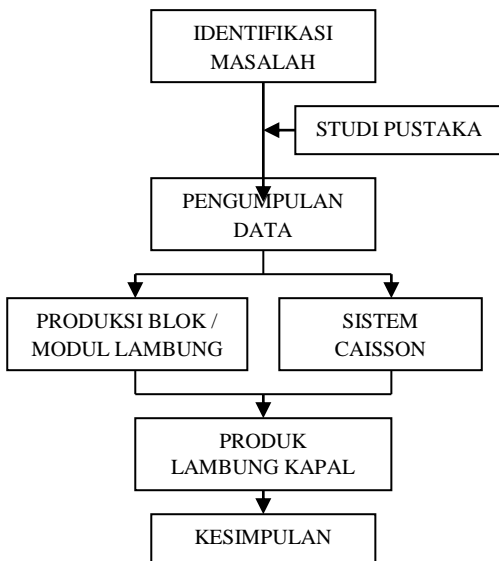 IDENTIFIKASI
MASALAH
STUDI PUSTAKA
PENGUMPULAN
DATA
PRODUKSI BLOK /
MODUL LAMBUNG
SISTEM
CAISSON
PRODUK
LAMBUNG KAPAL
KESIMPULAN